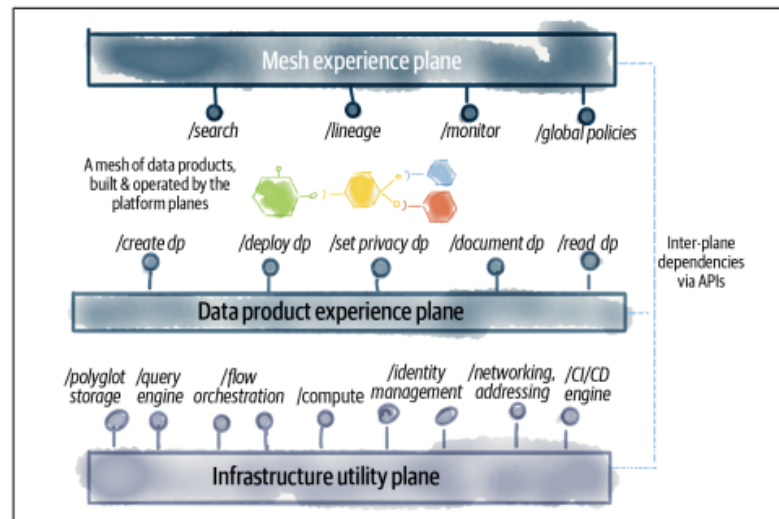 Mesh experience plane
/search
/lineage
/monitor
/global policies
A mesh of data products,
built & operated by the
platform planes
/create dp
/deploy dp
/set privacy dp
/document dp
/read dp
Inter-plane
dependencies
via APIs
Data product experience plane
/polyglot
storage
/query
engine
/flow
orchestration
/compute
/identity
management
/networking,
addressing
/CI/CD
engine
Infrastructure utility plane